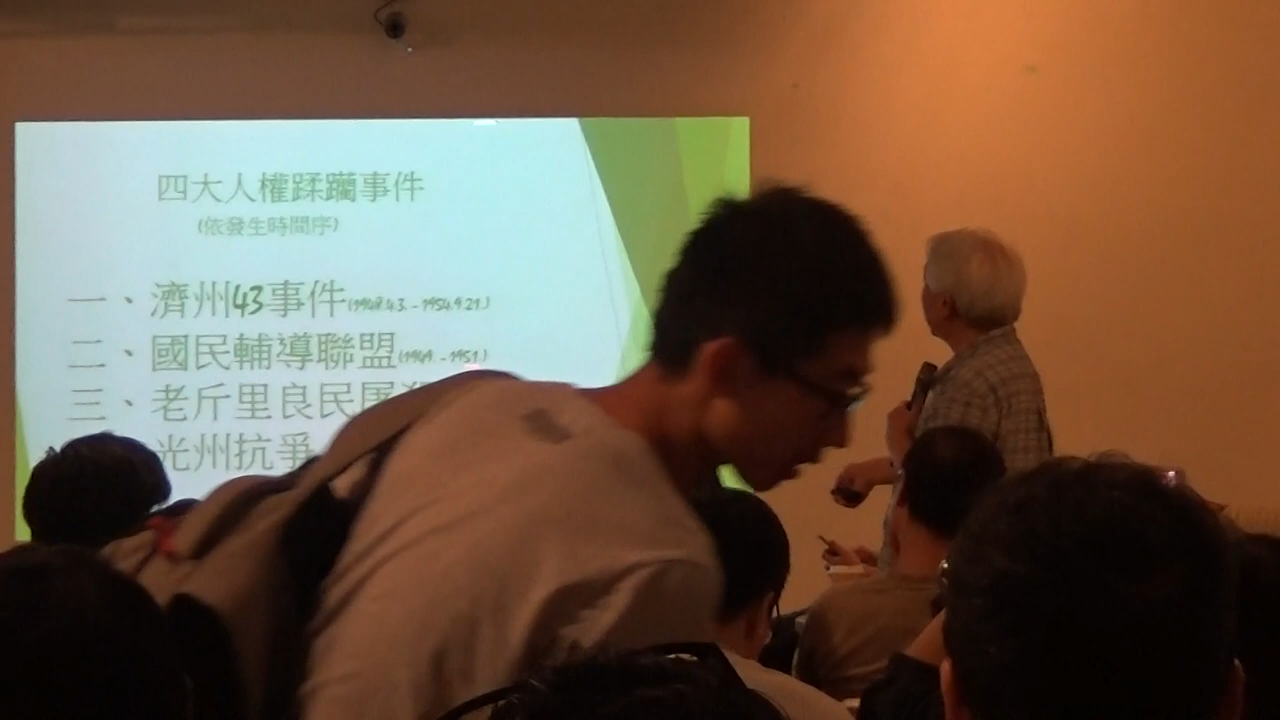 四大人權蹂躪事件
(依發生時間序)
一、濟州43事件(1948.4.3. - 1954.9.21.)
二、國民輔導聯盟(1949. - 1951.)
三、老斤里良民屠
光州抗爭